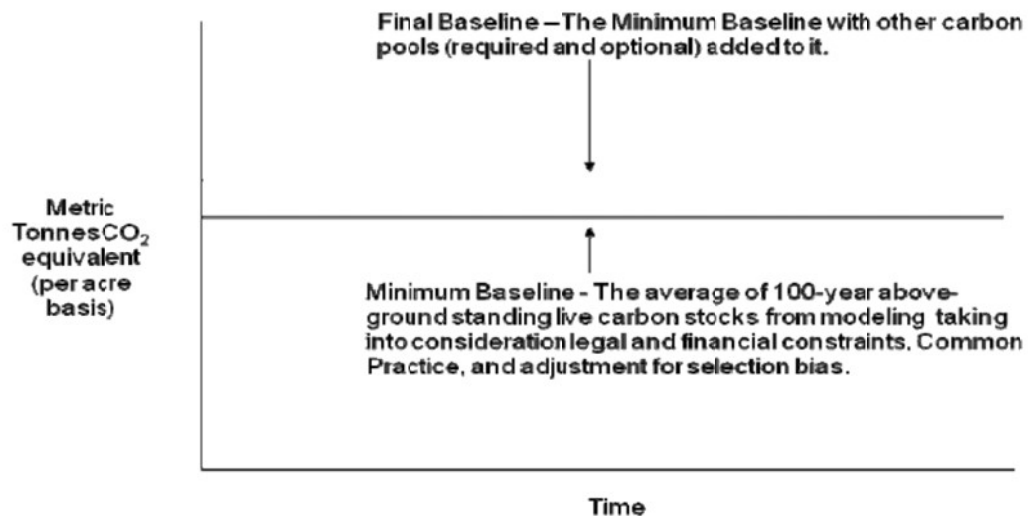 Final Baseline – The Minimum Baseline with other carbon
pools (required and optional) added to it.
Metric
Tonnes CO₂
equivalent
(per acre
basis)
Minimum Baseline - The average of 100-year above-
ground standing live carbon stocks from modeling taking
into consideration legal and financial constraints, Common
Practice, and adjustment for selection bias.
Time